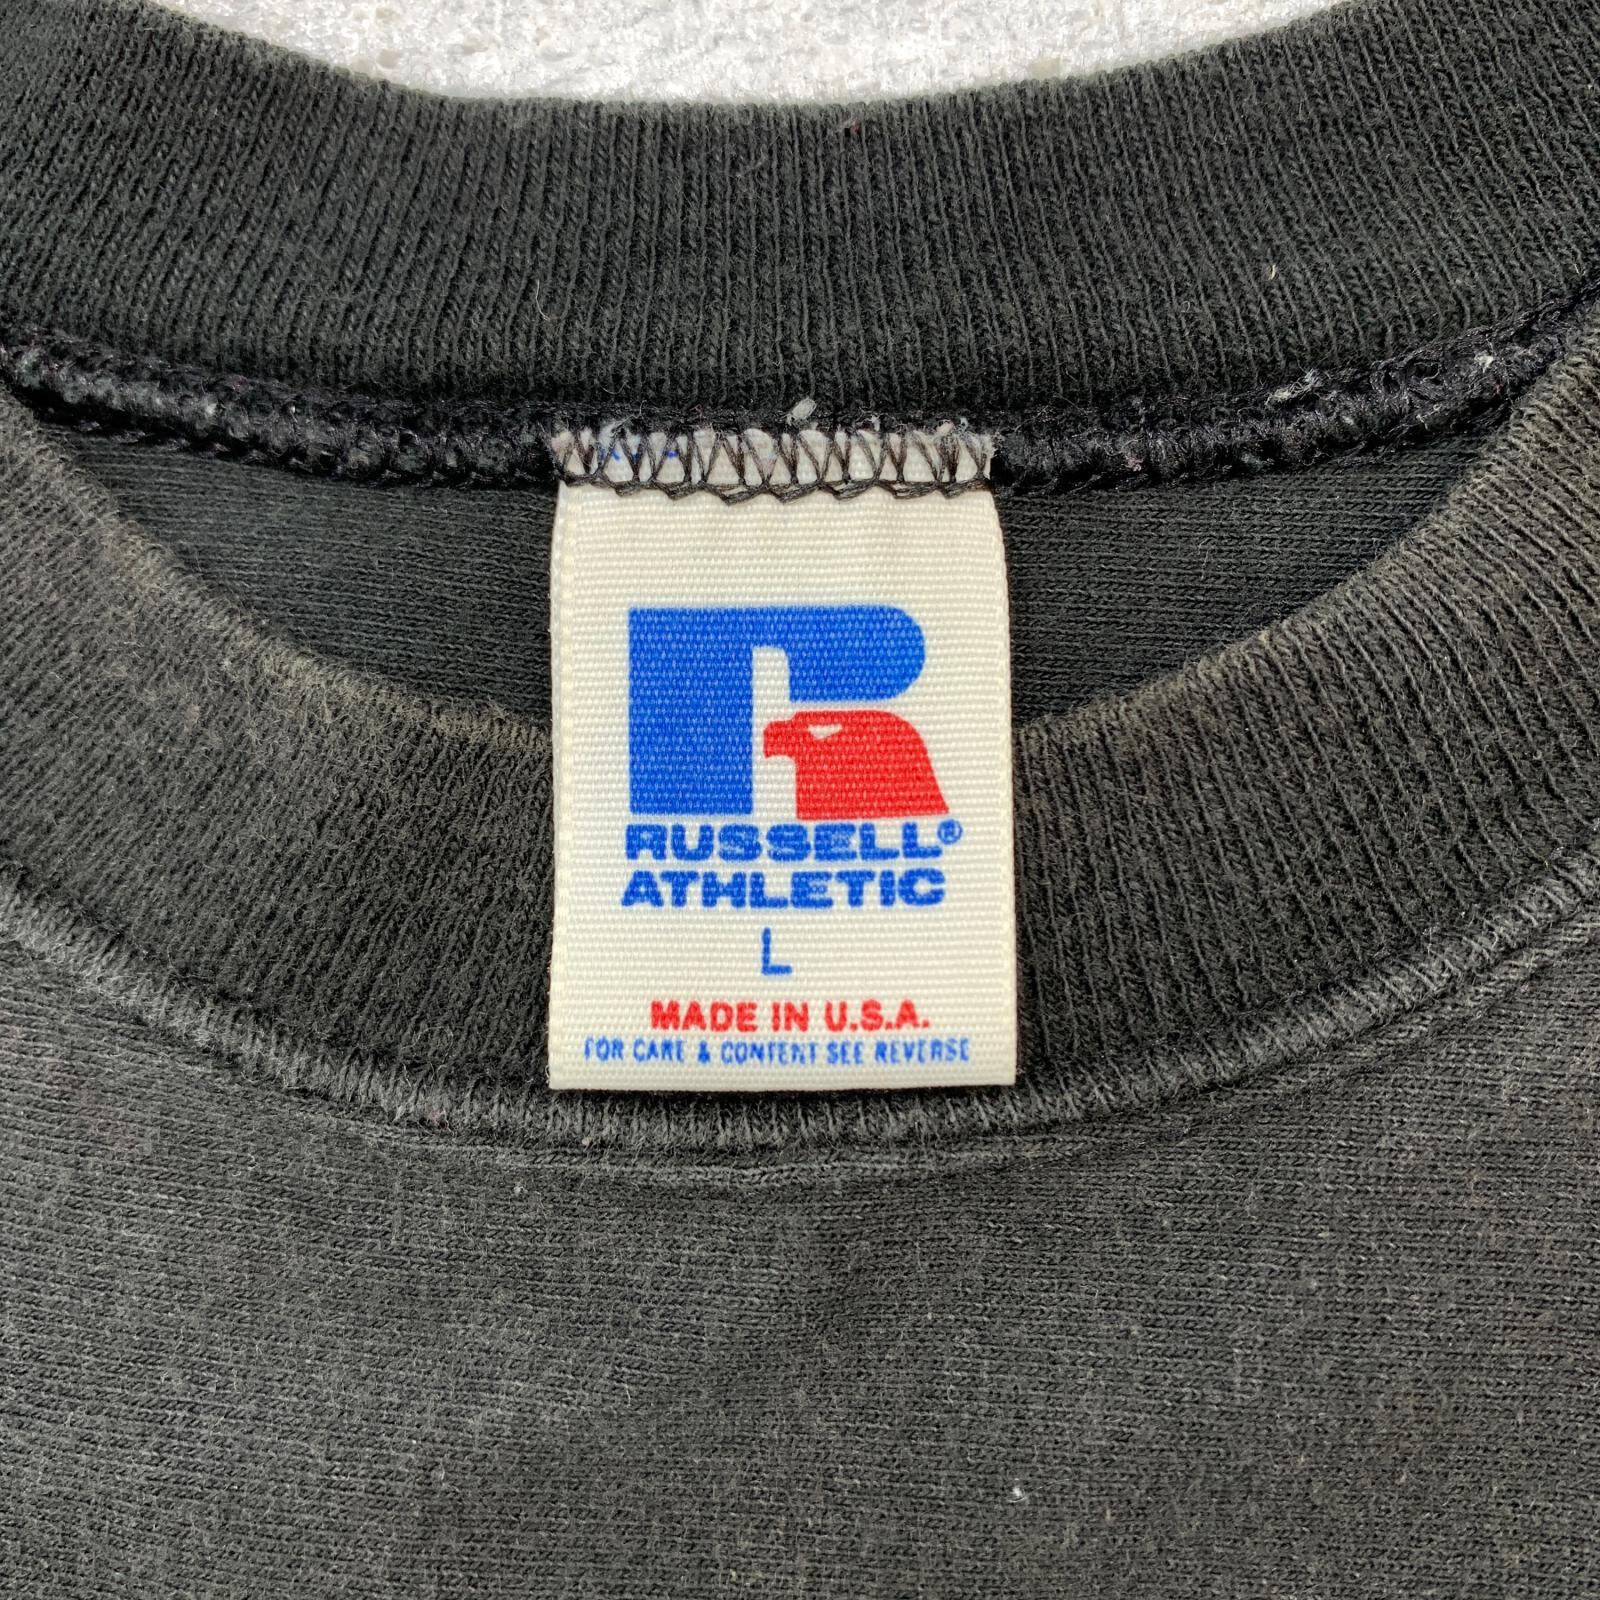 RUSSELL®
ATHLETIC
L
MADE IN U.S.A.
FOR CARE & CONTENT SEE REVERSE